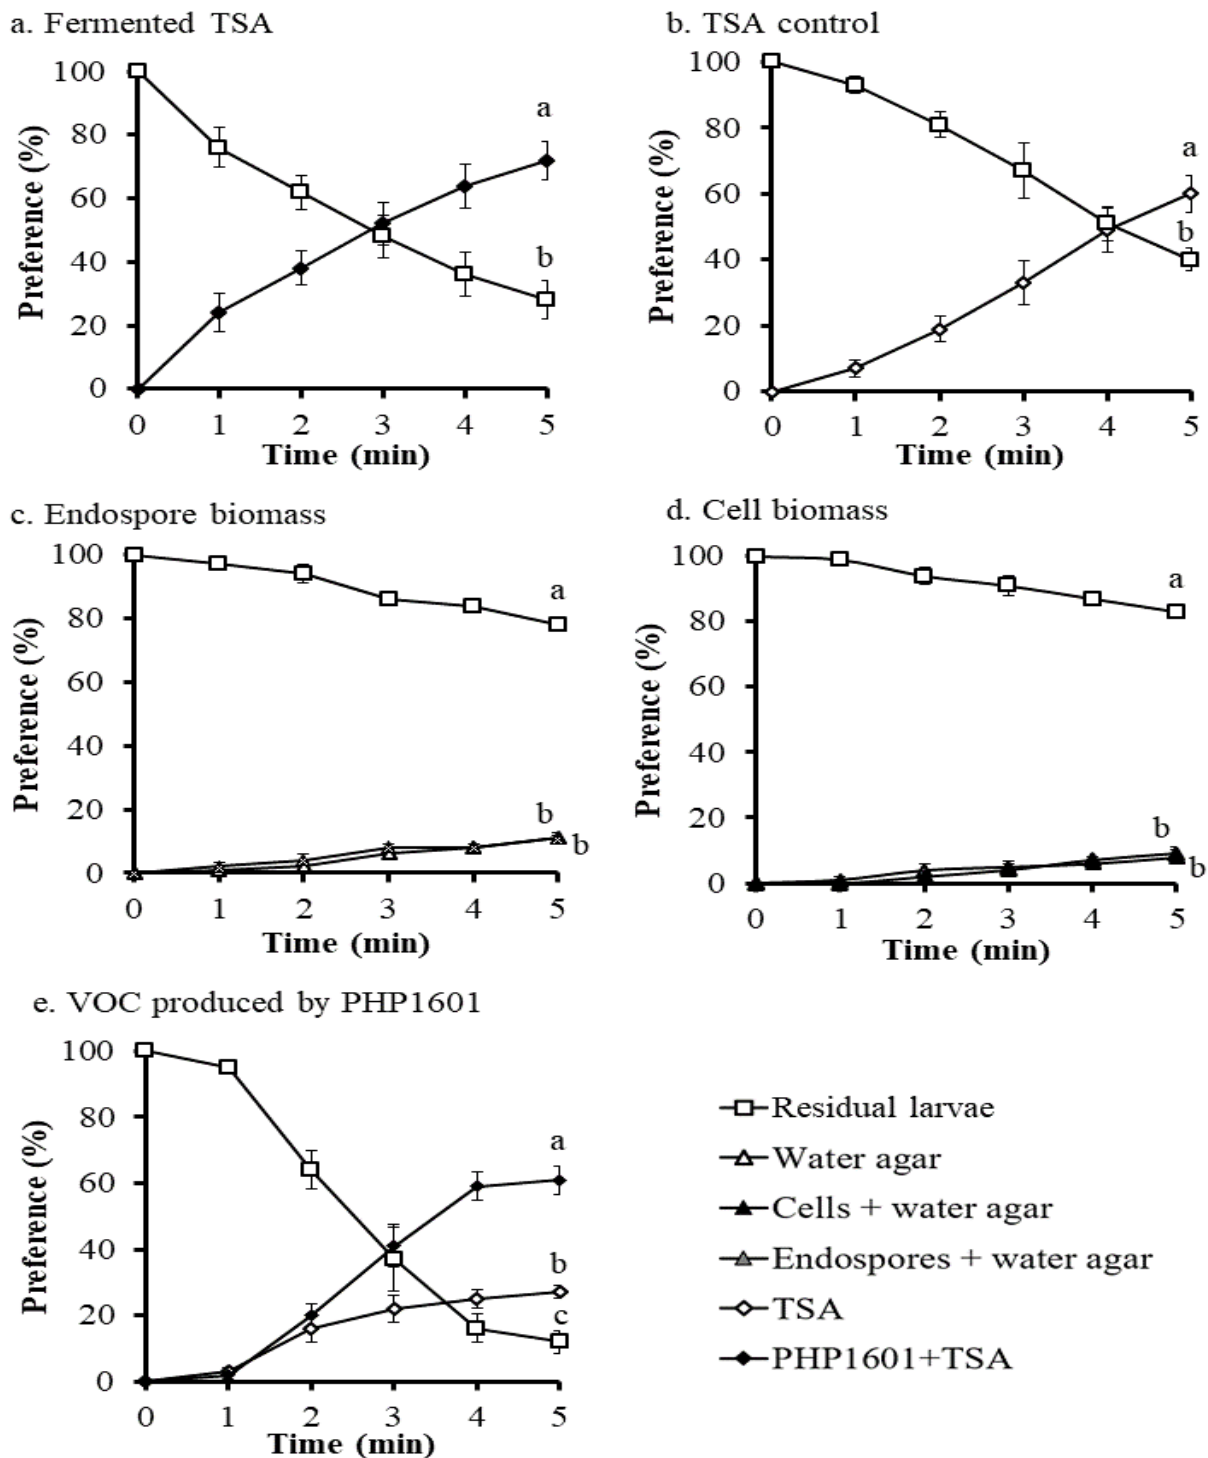 a. Fermented TSA
100
80
60
40
20
0
Preference (%)
a
b
0 1 2 3 4 5
Time (min)
b. TSA control
100
80
60
40
20
0
Preference (%)
a
b
0 1 2 3 4 5
Time (min)
c. Endospore biomass
100
80
60
40
20
0
Preference (%)
a
b
b
0 1 2 3 4 5
Time (min)
d. Cell biomass
100
80
60
40
20
0
Preference (%)
a
b
b
0 1 2 3 4 5
Time (min)
e. VOC produced by PHP1601
100
80
60
40
20
0
Preference (%)
a
b
c
0 1 2 3 4 5
Time (min)
Residual larvae
Water agar
Cells + water agar
Endospores + water agar
TSA
PHP1601+TSA